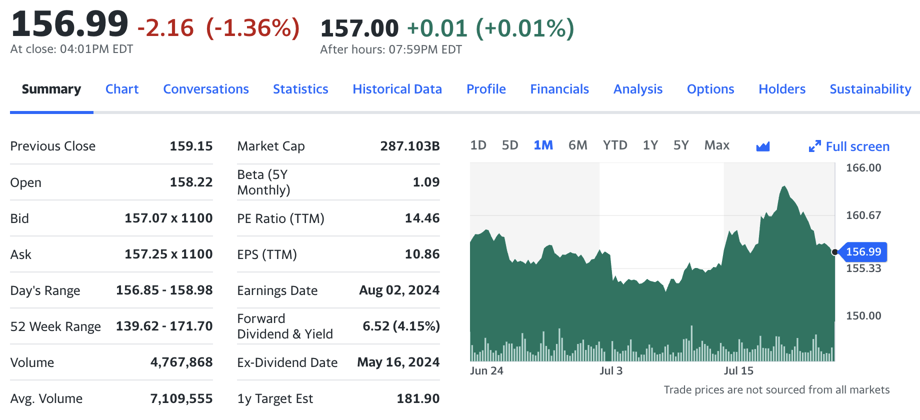 156.99 -2.16 (-1.36%) 157.00 +0.01 (+0.01%)
At close: 04:01PM EDT After hours: 07:59PM EDT
Summary Chart Conversations Statistics Historical Data Profile Financials Analysis Options Holders Sustainability
Previous Close 159.15
Open 158.22
Bid 157.07 x 1100
Ask 157.25 x 1100
Day's Range 156.85 - 158.98
52 Week Range 139.62 - 171.70
Volume 4,767,868
Avg. Volume 7,109,555
Market Cap 287.103B
Beta (5Y
Monthly) 1.09
PE Ratio (TTM) 14.46
EPS (TTM) 10.86
Earnings Date Aug 02, 2024
Forward
Dividend & Yield 6.52 (4.15%)
Ex-Dividend Date May 16, 2024
1y Target Est 181.90
1D 5D 1M 6M YTD 1Y 5Y Max Full screen
166.00
160.67
156.99
155.33
150.00
Jun 24 Jul 3 Jul 15
Trade prices are not sourced from all markets